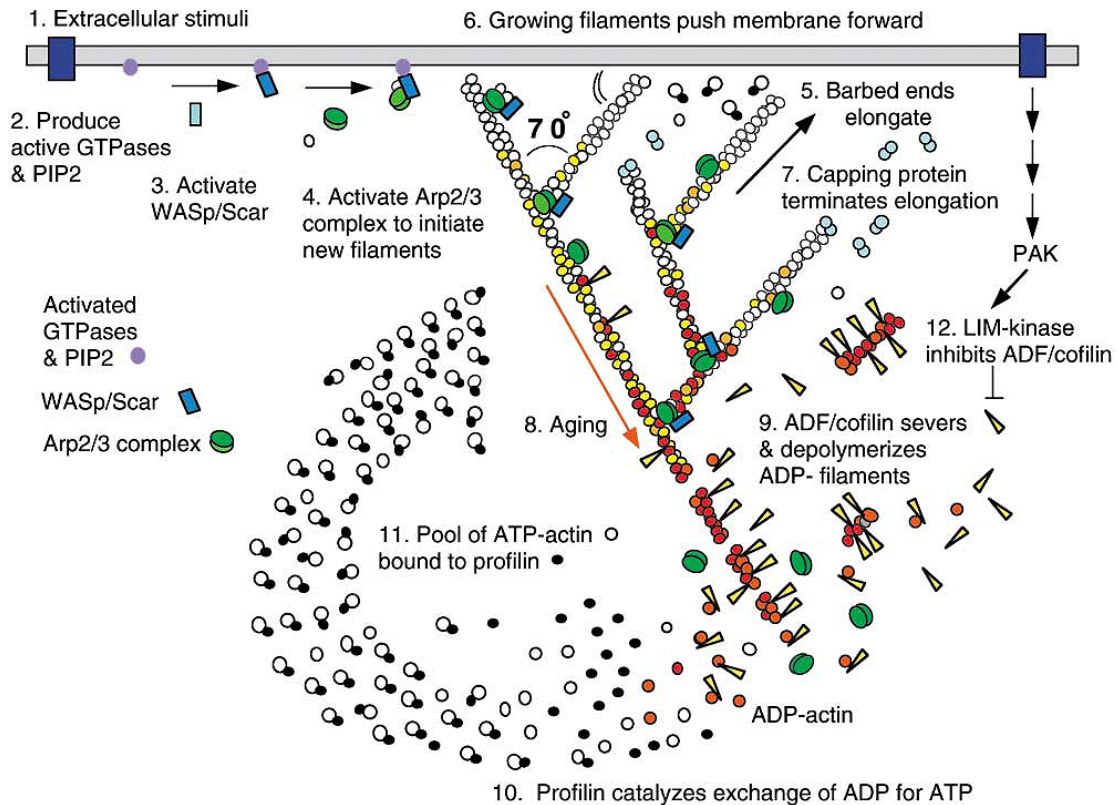 1. Extracellular stimuli
6. Growing filaments push membrane forward
2. Produce
active GTPases
& PIP2
3. Activate
WASp/Scar
4. Activate Arp2/3
complex to initiate
new filaments
70°
5. Barbed ends
elongate
7. Capping protein
terminates elongation
PAK
12. LIM-kinase
inhibits ADF/cofilin
Activated
GTPases
& PIP2
WASp/Scar
Arp2/3 complex
8. Aging
9. ADF/cofilin severs
& depolymerizes
ADP- filaments
11. Pool of ATP-actin
bound to profilin
ADP-actin
10. Profilin catalyzes exchange of ADP for ATP